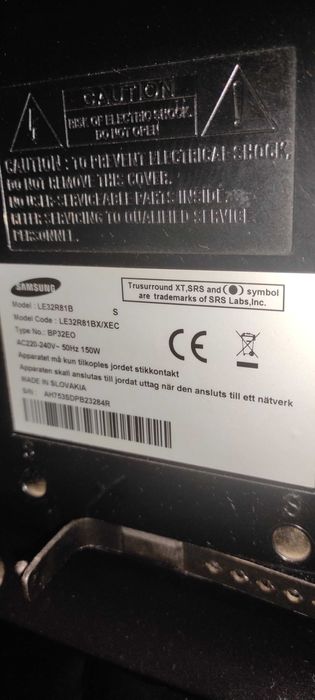 CAUTION
RISK OF ELECTRIC SHOCK
DO NOT OPEN
CAUTION : TO PREVENT ELECTRICAL SHOCK,
DO NOT REMOVE THIS COVER.
NO USER-SERVICEABLE PARTS INSIDE.
REFER SERVICING TO QUALIFIED SERVICE
PERSONNEL.
SAMSUNG
Trusurround XT,SRS and (●) symbol
are trademarks of SRS Labs,Inc.
Model : LE32R81B S
Model Code : LE32R81BX/XEC
Type No.: BP32EO
AC220-240V~ 50Hz 150W
Apparatet må kun tilkoples jordet stikkontakt
Apparaten skall anslutas till jordat uttag när den ansluts till ett nätverk
MADE IN SLOVAKIA
S/N : AH753SDPB23284R